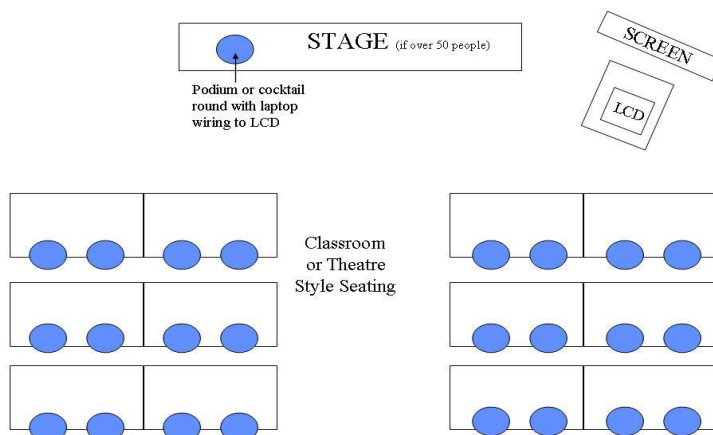 STAGE (if over 50 people)
SCREEN
LCD
Podium or cocktail
round with laptop
wiring to LCD
Classroom
or Theatre
Style Seating